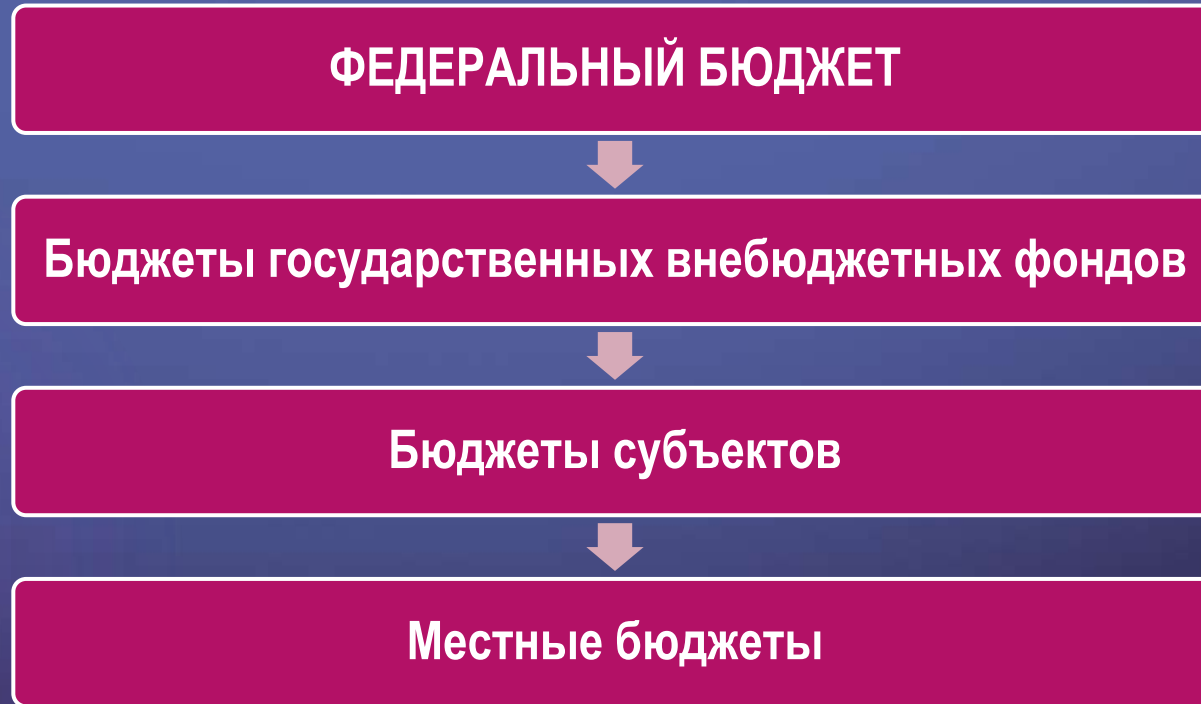 ФЕДЕРАЛЬНЫЙ БЮДЖЕТ
Бюджеты государственных внебюджетных фондов
Бюджеты субъектов
Местные бюджеты